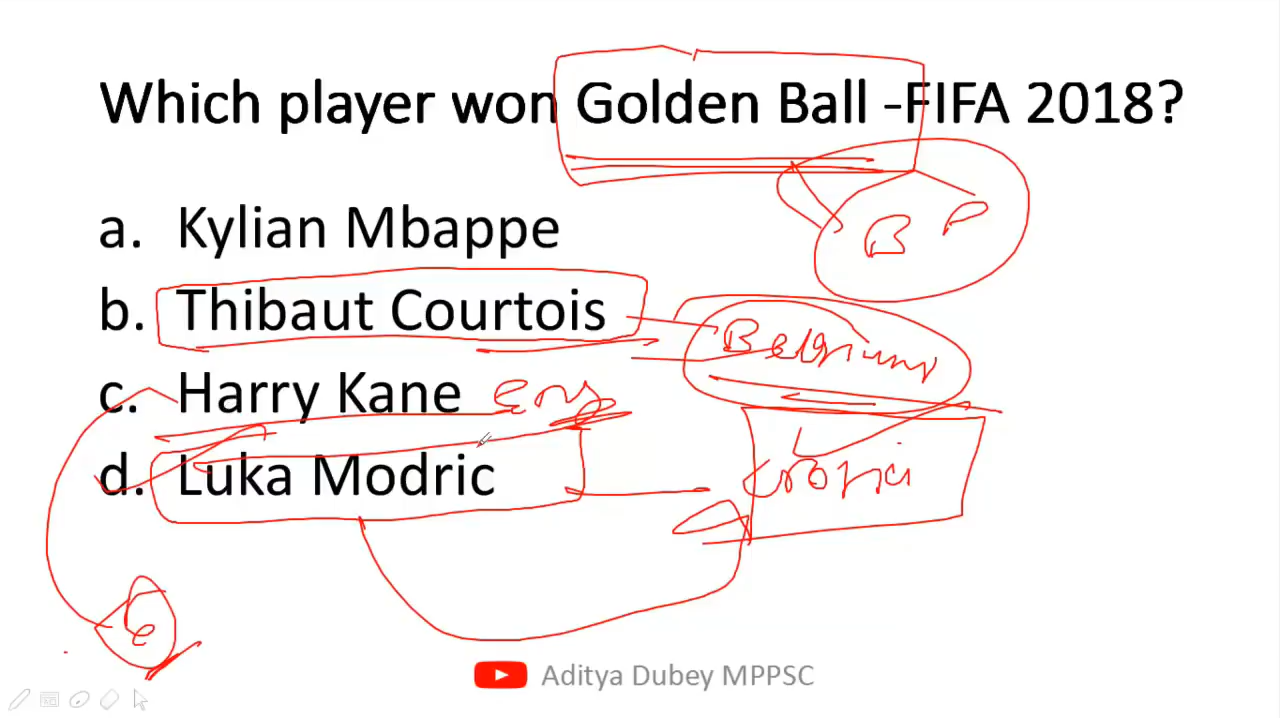 Which player won Golden Ball -FIFA 2018?
B P
a. Kylian Mbappe
b. Thibaut Courtois
Belgium
c. Harry Kane Eng
d. Luka Modric
Aditya Dubey MPPSC